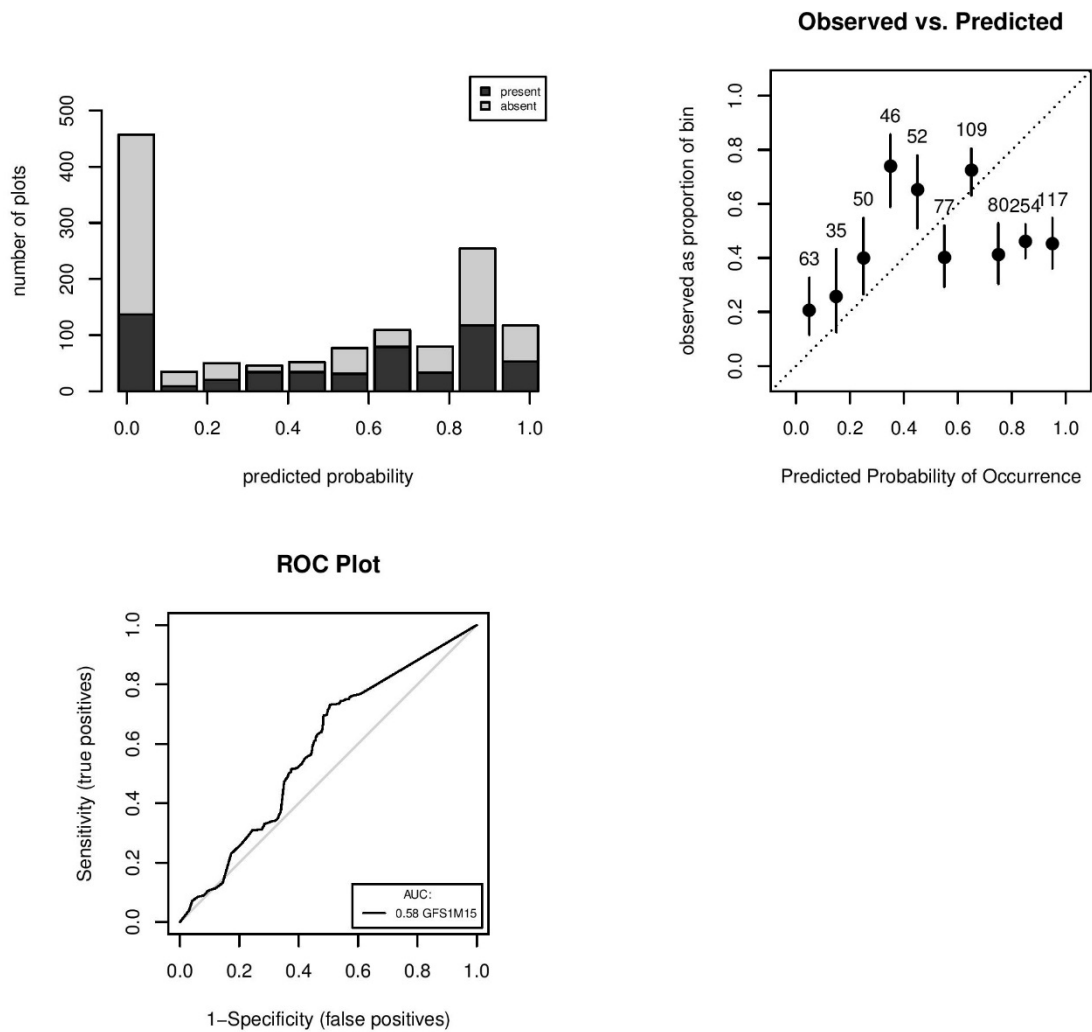 present
absent
number of plots
500
400
300
200
100
0
0.0 0.2 0.4 0.6 0.8 1.0
predicted probability
Observed vs. Predicted
observed as proportion of bin
1.0
0.8
0.6
0.4
0.2
0.0
63 35 50 46 52 77 109 80 254 117
0.0 0.2 0.4 0.6 0.8 1.0
Predicted Probability of Occurrence
ROC Plot
Sensitivity (true positives)
1.0
0.8
0.6
0.4
0.2
0.0
AUC:
0.58 GFS1M15
0.0 0.2 0.4 0.6 0.8 1.0
1−Specificity (false positives)